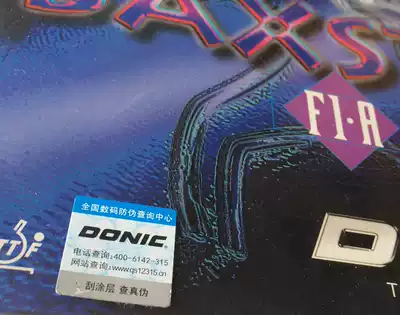 F1·A
全国数码防伪查询中心
DONIC.
电话查询:400-6142-315
网站查询:www.qs12315.cn
刮涂层 查真伪